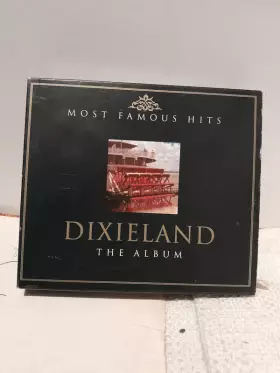 MOST FAMOUS HITS
DIXIELAND
THE ALBUM